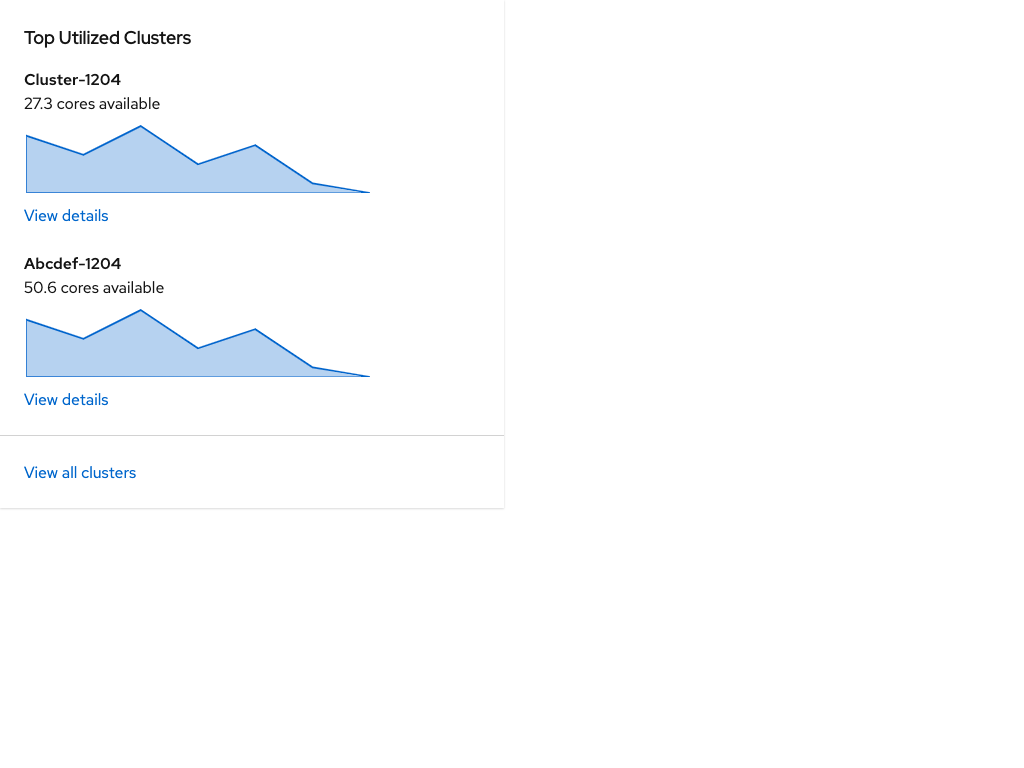 Top Utilized Clusters
Cluster-1204
27.3 cores available
View details
Abcdef-1204
50.6 cores available
View details
View all clusters